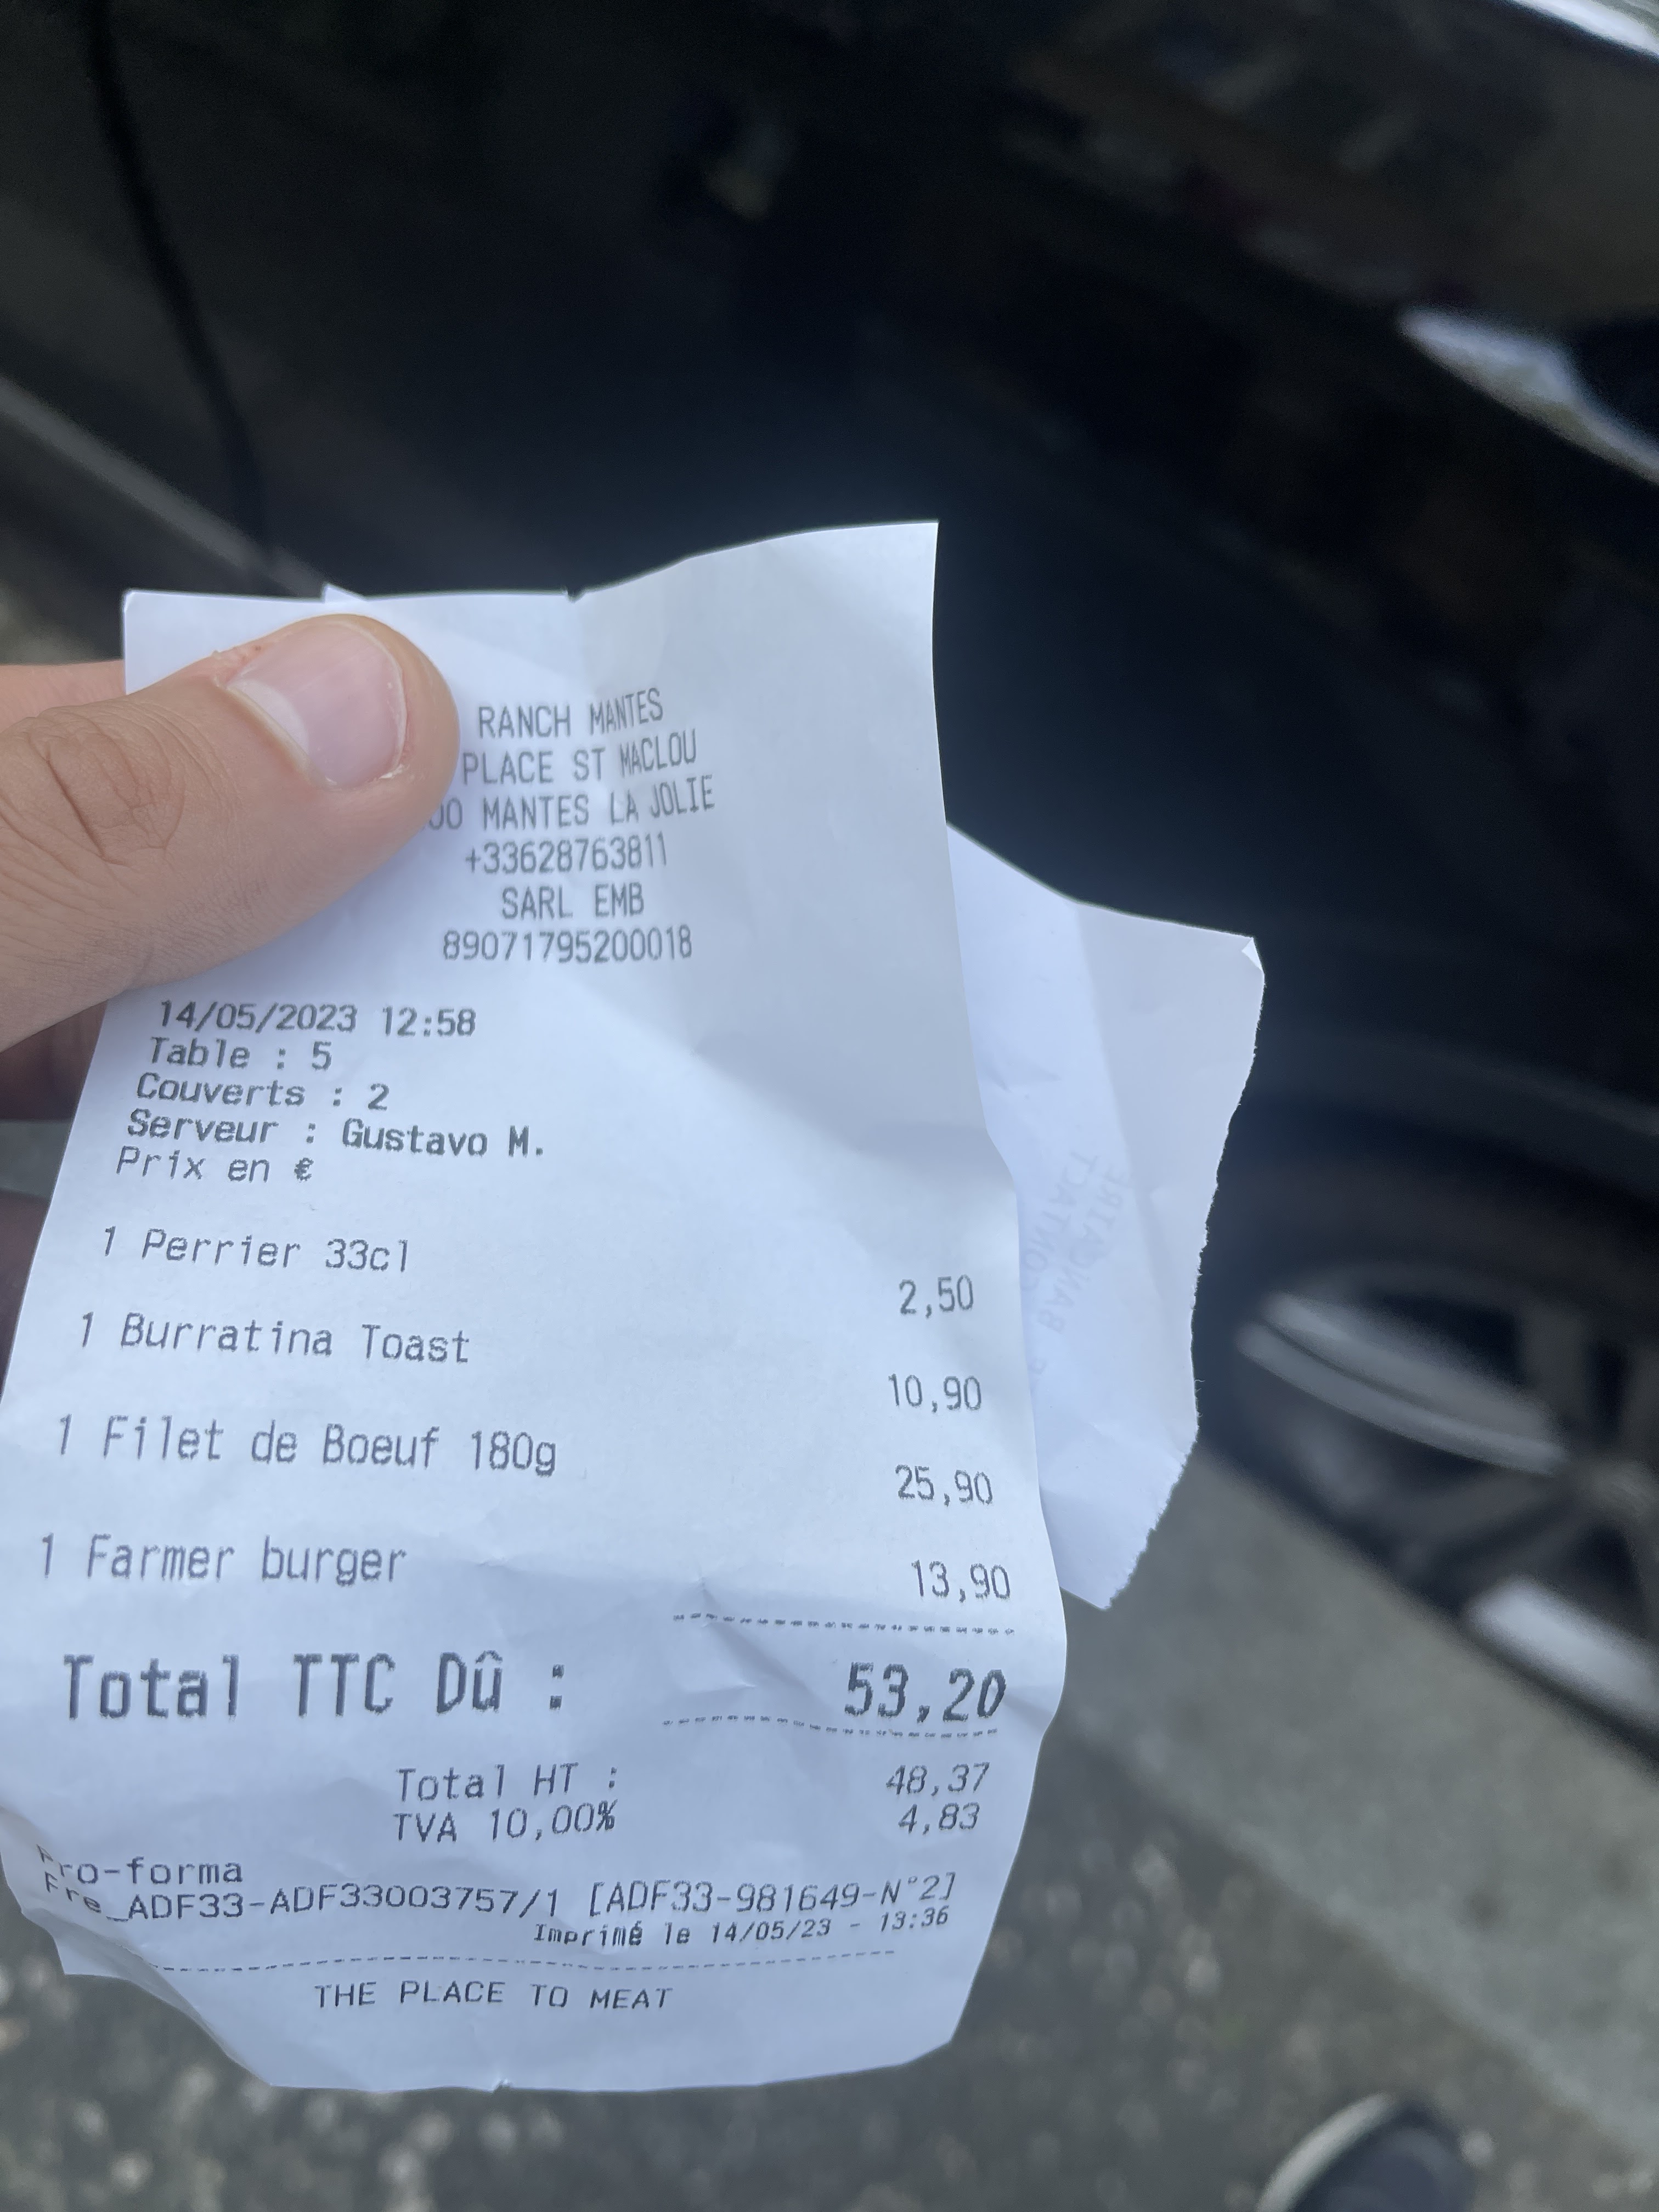 RANCH MANTES
PLACE ST MACLOU
00 MANTES LA JOLIE
+33628763811
SARL EMB
89071795200018
14/05/2023 12:58
Table : 5
Couverts : 2
Serveur : Gustavo M.
Prix en €
1 Perrier 33cl 2,50
1 Burratina Toast 10,90
1 Filet de Boeuf 180g 25,90
1 Farmer burger 13,90
Total TTC Dû : 53,20
Total HT : 48,37
TVA 10,00% 4,83
Pro-forma
Fre_ADF33-ADF33003757/1 [ADF33-981649-N°2]
Imprimé le 14/05/23 - 13:36
THE PLACE TO MEAT